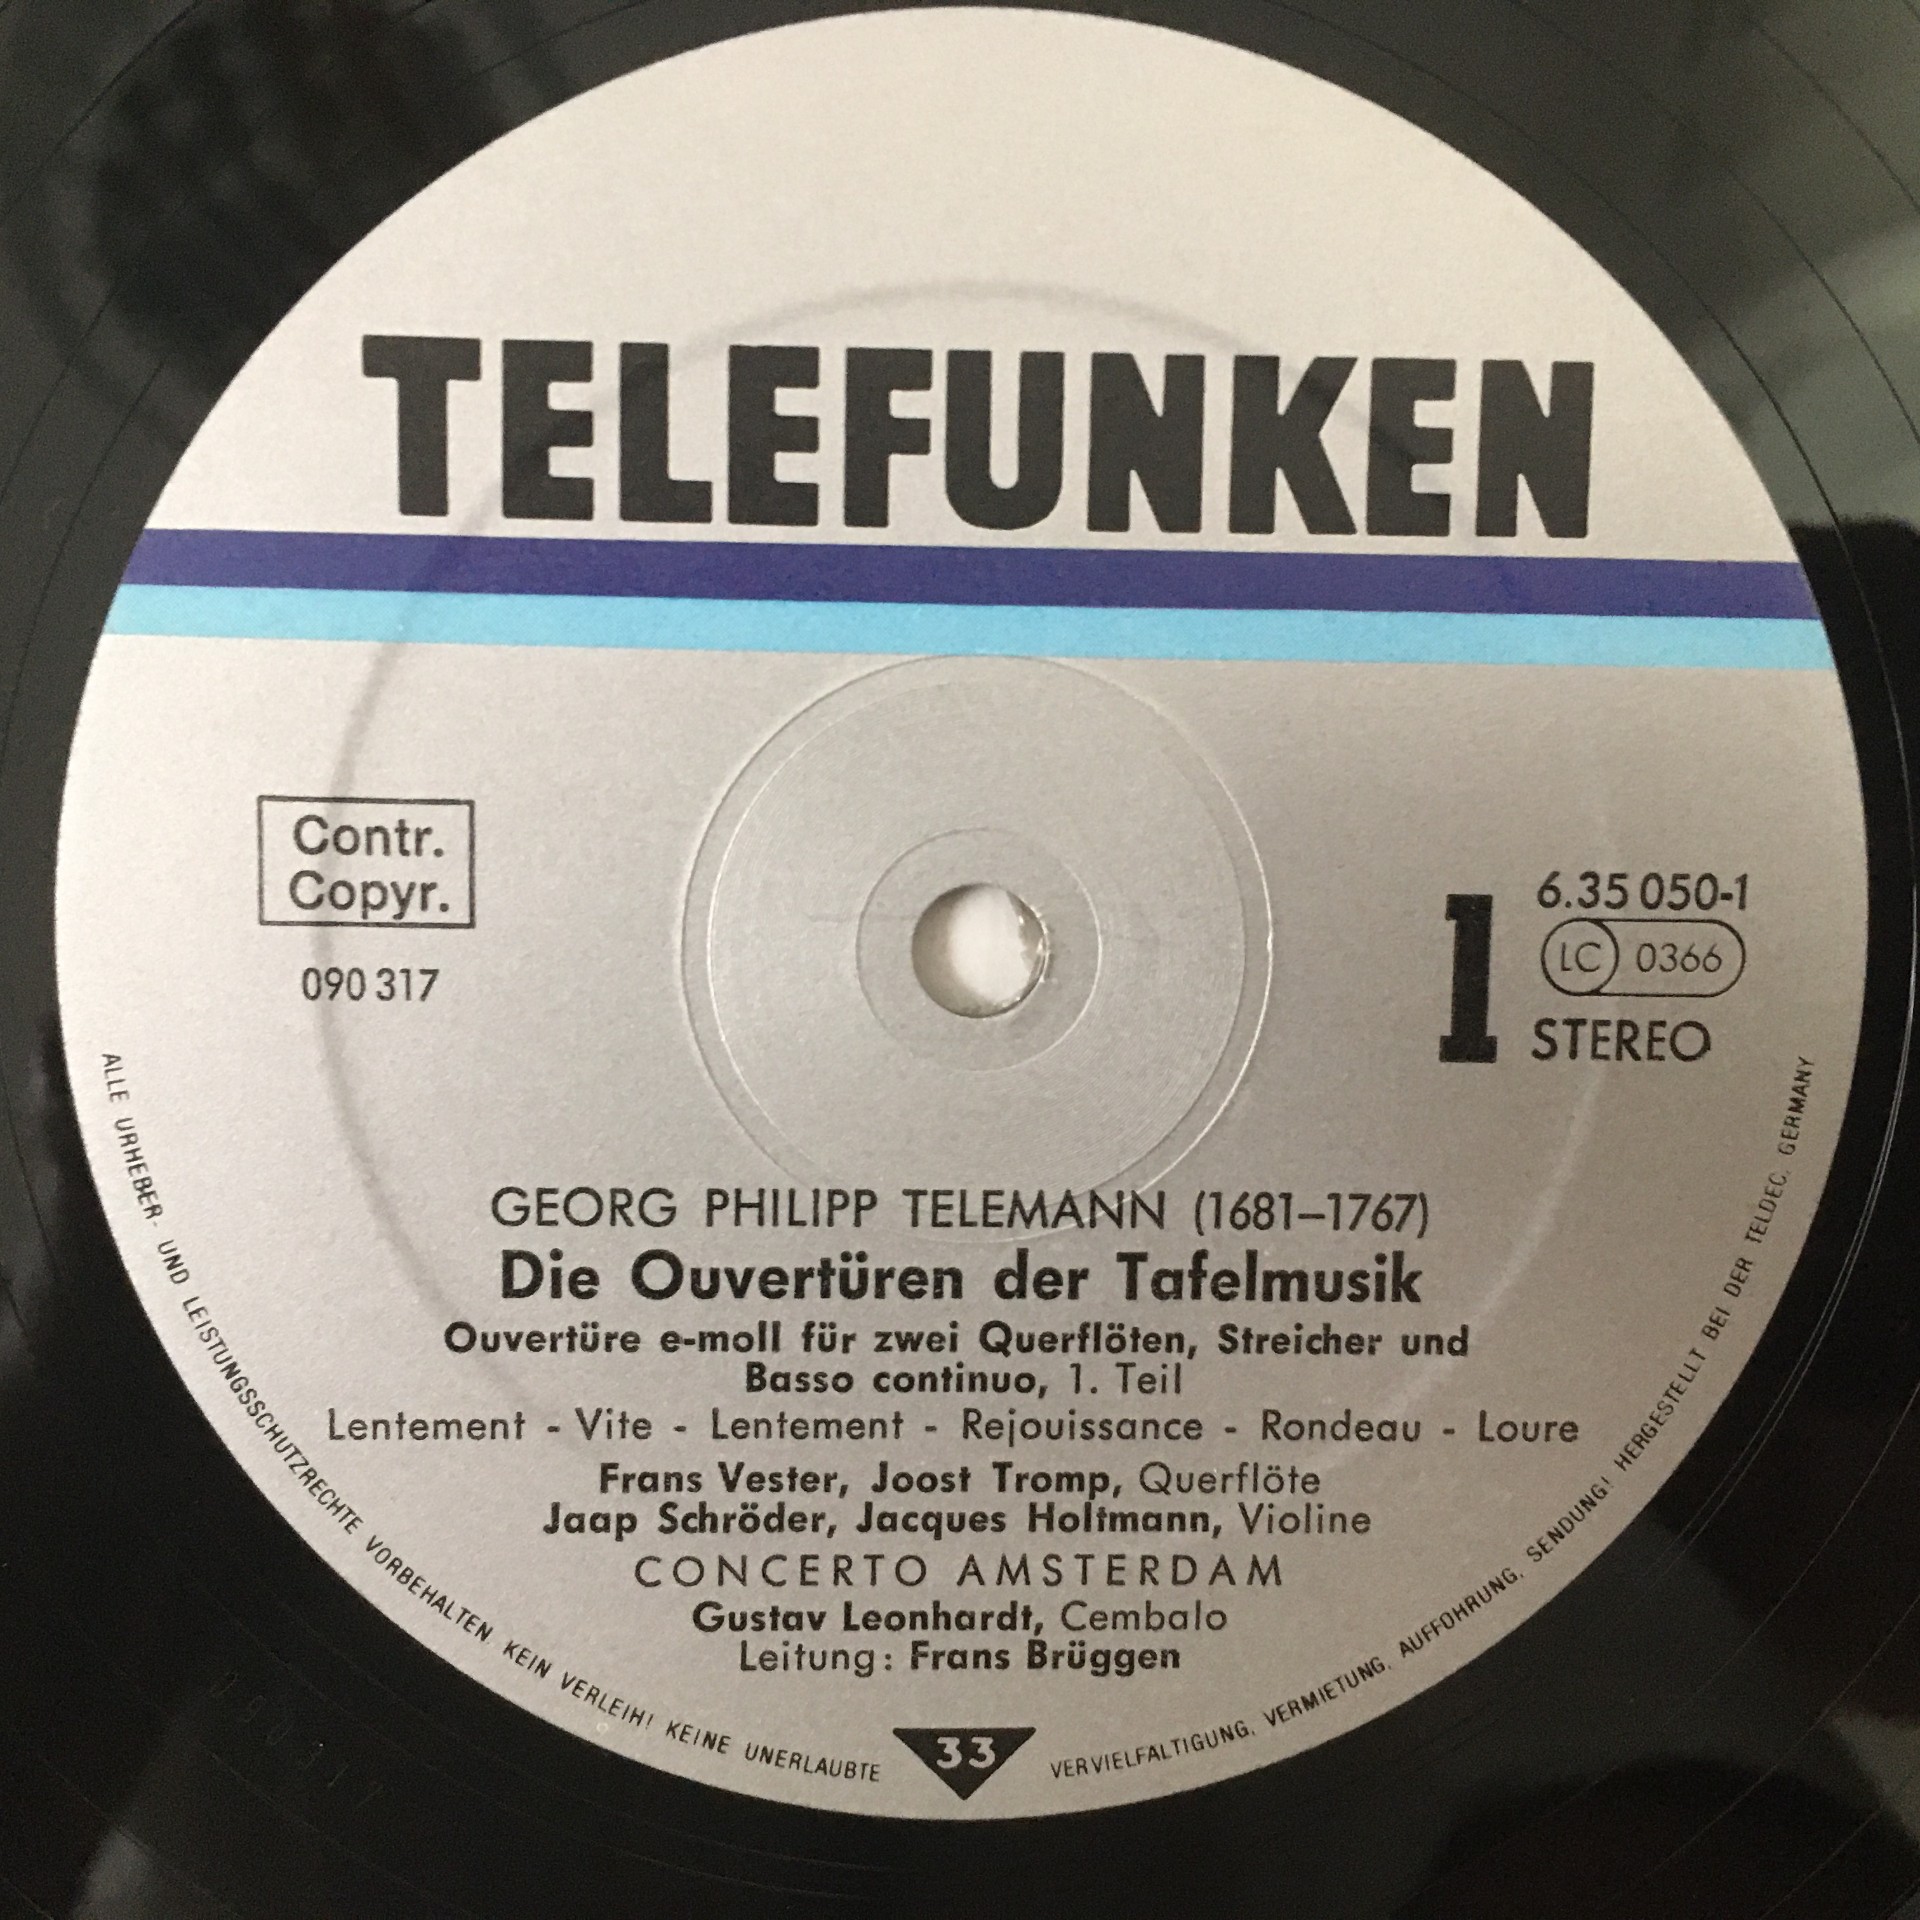 TELEFUNKEN
Contr.
Copyr.
090 317
1
6.35 050-1
LC 0366
STEREO
GEORG PHILIPP TELEMANN (1681–1767)
Die Ouvertüren der Tafelmusik
Ouvertüre e-moll für zwei Querflöten, Streicher und
Basso continuo, 1. Teil
Lentement - Vite - Lentement - Rejouissance - Rondeau - Loure
Frans Vester, Joost Tromp, Querflöte
Jaap Schröder, Jacques Holtmann, Violine
CONCERTO AMSTERDAM
Gustav Leonhardt, Cembalo
Leitung: Frans Brüggen
33
ALLE URHEBER- UND LEISTUNGSSCHUTZRECHTE VORBEHALTEN. KEIN VERLEIH! KEINE UNERLAUBTE VERVIELFÄLTIGUNG, VERMIETUNG, AUFFÜHRUNG, SENDUNG! HERGESTELLT BEI DER TELDEC, GERMANY